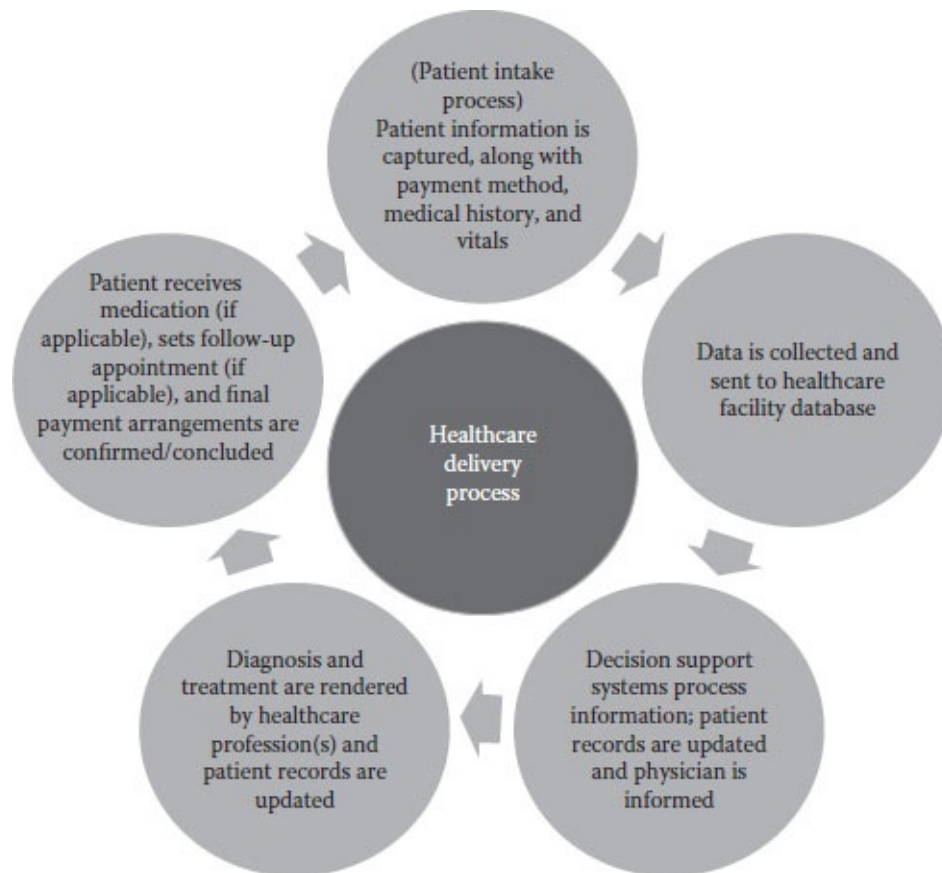 (Patient intake
process)
Patient information is
captured, along with
payment method,
medical history, and
vitals
Data is collected and
sent to healthcare
facility database
Decision support
systems process
information; patient
records are updated
and physician is
informed
Diagnosis and
treatment are rendered
by healthcare
profession(s) and
patient records are
updated
Patient receives
medication (if
applicable), sets follow-up
appointment (if
applicable), and final
payment arrangements are
confirmed/concluded
Healthcare
delivery
process